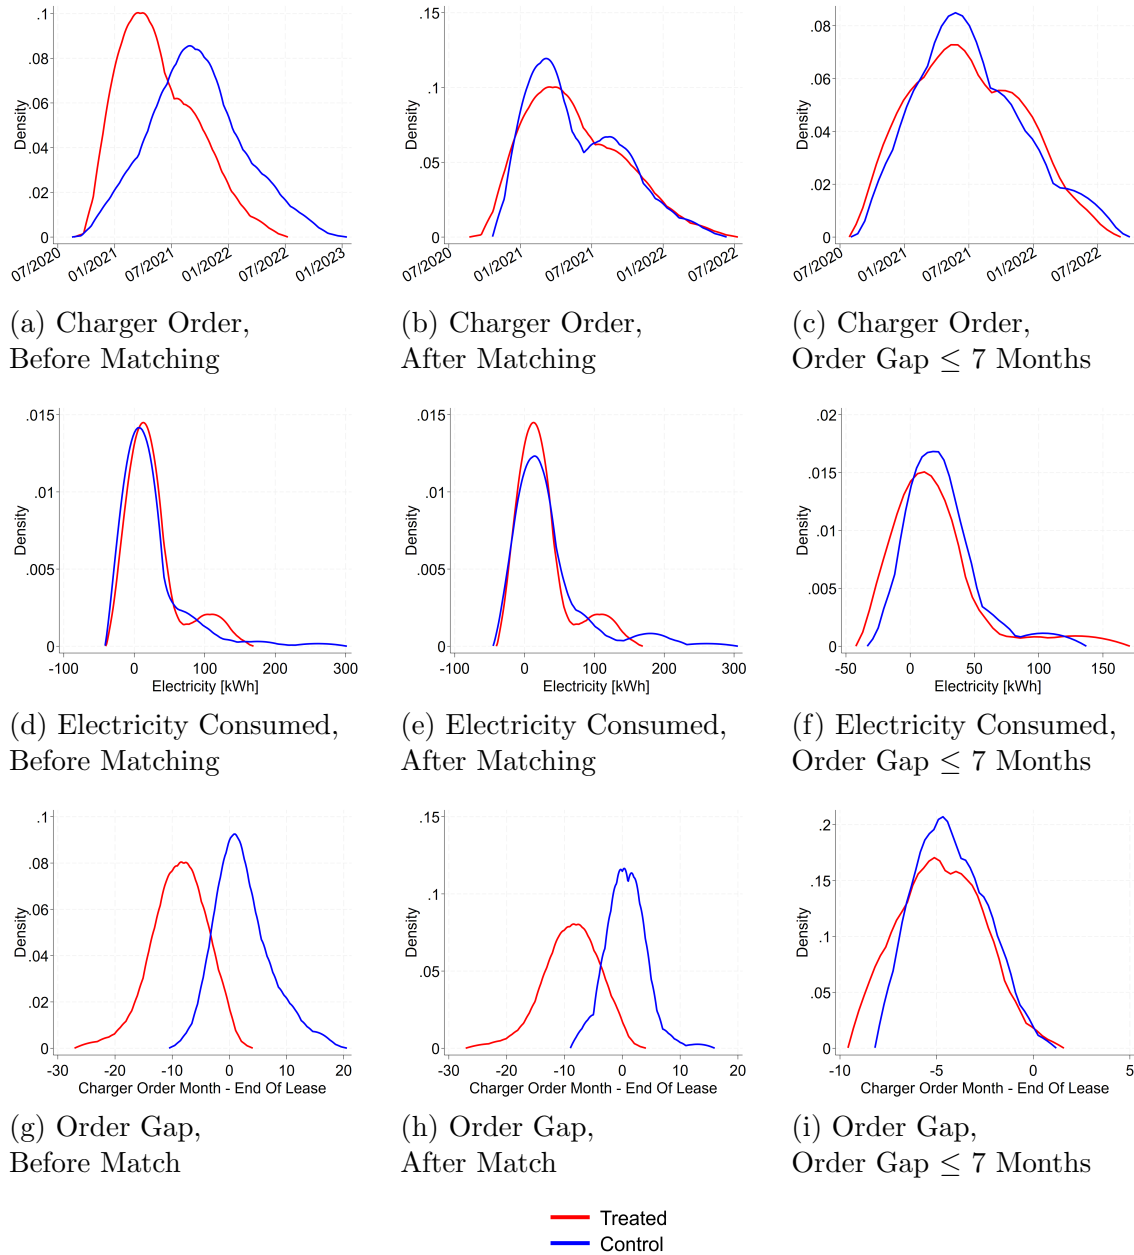 .1
.08
.06
.04
.02
0
Density
07/2020
01/2021
07/2021
01/2022
07/2022
01/2023
(a) Charger Order,
Before Matching
.15
.1
.05
0
Density
07/2020
01/2021
07/2021
01/2022
07/2022
(b) Charger Order,
After Matching
.08
.06
.04
.02
0
Density
07/2020
01/2021
07/2021
01/2022
07/2022
(c) Charger Order,
Order Gap ≤ 7 Months
.015
.01
.005
0
Density
-100 0 100 200 300
Electricity [kWh]
(d) Electricity Consumed,
Before Matching
.015
.01
.005
0
Density
-100 0 100 200 300
Electricity [kWh]
(e) Electricity Consumed,
After Matching
.02
.015
.01
.005
0
Density
-50 0 50 100 150
Electricity [kWh]
(f) Electricity Consumed,
Order Gap ≤ 7 Months
.1
.08
.06
.04
.02
0
Density
-30 -20 -10 0 10 20
Charger Order Month - End Of Lease
(g) Order Gap,
Before Match
.15
.1
.05
0
Density
-30 -20 -10 0 10 20
Charger Order Month - End Of Lease
(h) Order Gap,
After Match
.2
.15
.1
.05
0
Density
-10 -5 0 5
Charger Order Month - End Of Lease
(i) Order Gap,
Order Gap ≤ 7 Months
Treated
Control